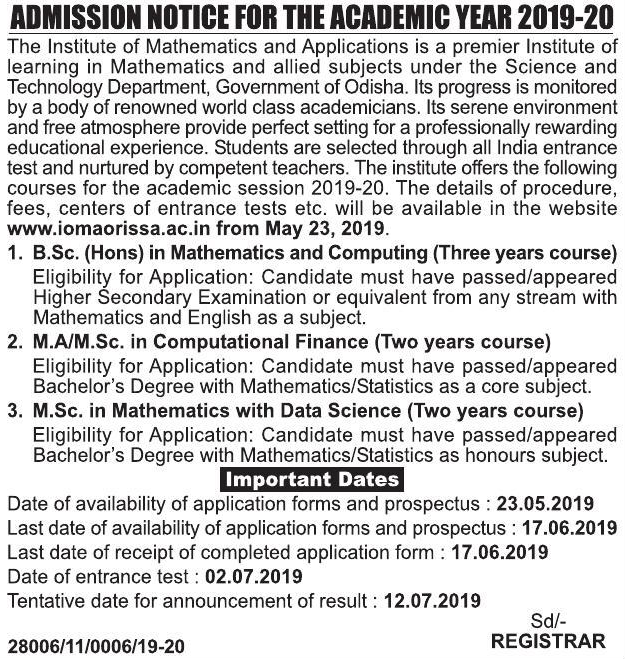 ADMISSION NOTICE FOR THE ACADEMIC YEAR 2019-20
The Institute of Mathematics and Applications is a premier Institute of
learning in Mathematics and allied subjects under the Science and
Technology Department, Government of Odisha. Its progress is monitored
by a body of renowned world class academicians. Its serene environment
and free atmosphere provide perfect setting for a professionally rewarding
educational experience. Students are selected through all India entrance
test and nurtured by competent teachers. The institute offers the following
courses for the academic session 2019-20. The details of procedure,
fees, centers of entrance tests etc. will be available in the website
www.iomaorissa.ac.in from May 23, 2019.
1. B.Sc. (Hons) in Mathematics and Computing (Three years course)
Eligibility for Application: Candidate must have passed/appeared
Higher Secondary Examination or equivalent from any stream with
Mathematics and English as a subject.
2. M.A/M.Sc. in Computational Finance (Two years course)
Eligibility for Application: Candidate must have passed/appeared
Bachelor's Degree with Mathematics/Statistics as a core subject.
3. M.Sc. in Mathematics with Data Science (Two years course)
Eligibility for Application: Candidate must have passed/appeared
Bachelor's Degree with Mathematics/Statistics as honours subject.
Important Dates
Date of availability of application forms and prospectus : 23.05.2019
Last date of availability of application forms and prospectus : 17.06.2019
Last date of receipt of completed application form : 17.06.2019
Date of entrance test : 02.07.2019
Tentative date for announcement of result : 12.07.2019
Sd/-
28006/11/0006/19-20 REGISTRAR